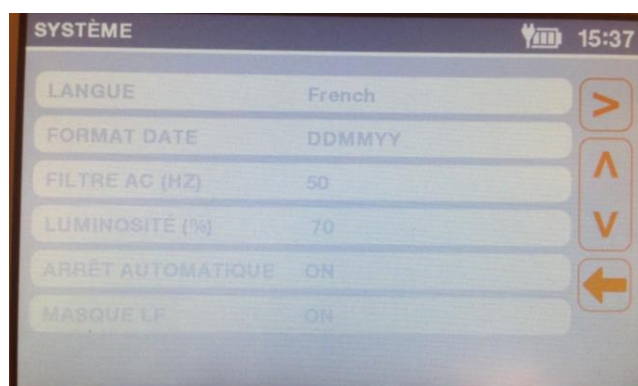 SYSTÈME 15:37
LANGUE French
FORMAT DATE DDMMYY
FILTRE AC (HZ) 50
LUMINOSITÉ (%) 70
ARRÊT AUTOMATIQUE ON
MASQUE LF ON